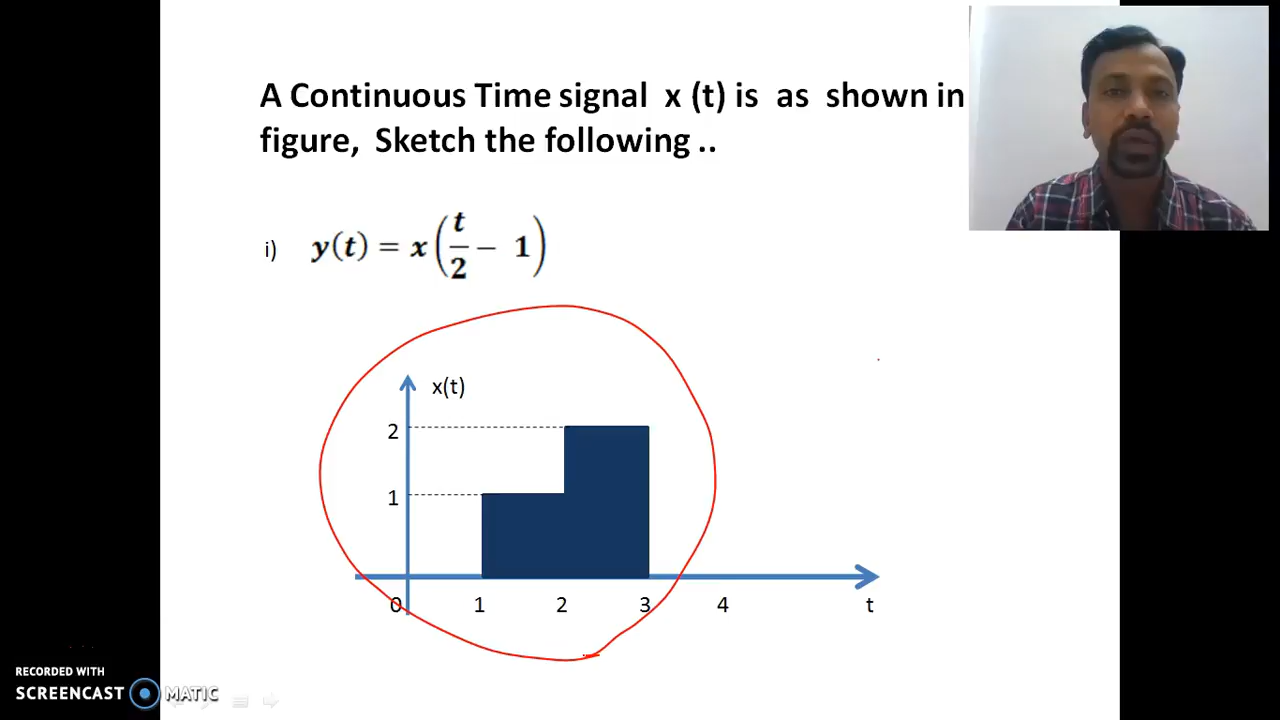 A Continuous Time signal x (t) is as shown in
figure, Sketch the following ..
i) y(t) = x(t/2 − 1)
x(t)
2
1
0 1 2 3 4 t
RECORDED WITH
SCREENCAST MATIC